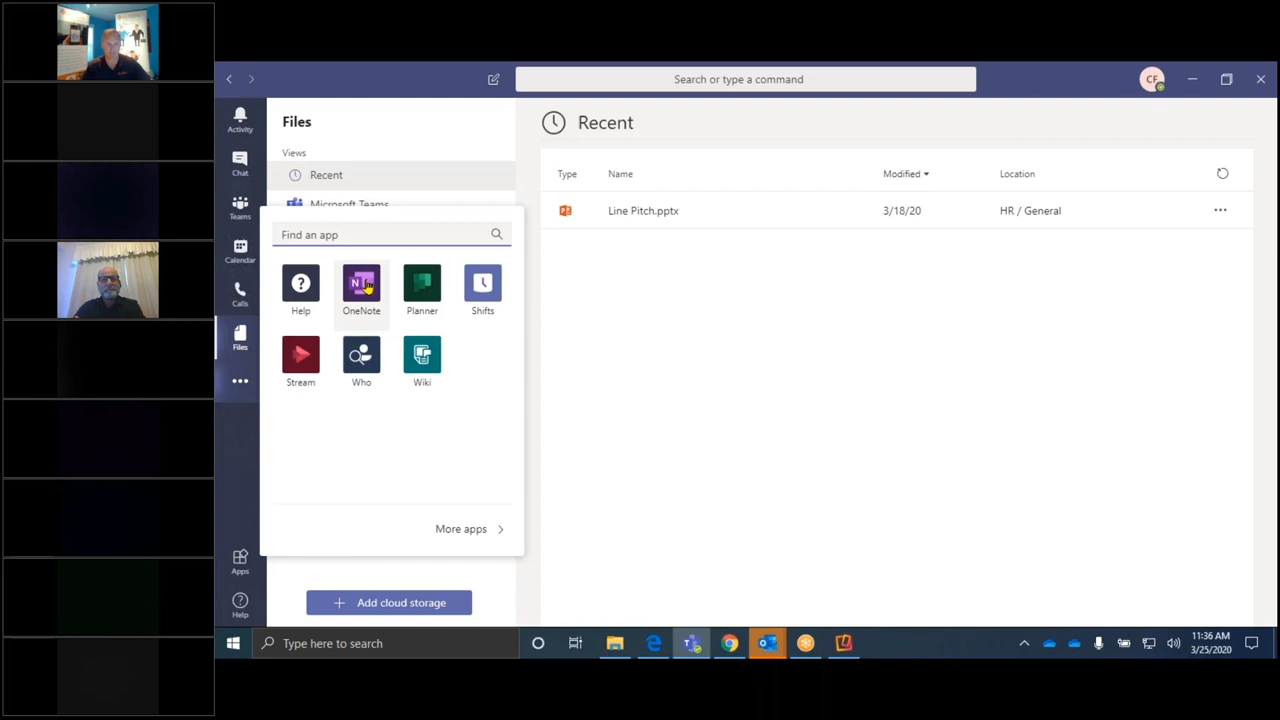 Search or type a command
CF
Activity
Chat
Teams
Calendar
Calls
Files
Apps
Help
Files
Views
Recent
Microsoft Teams
Find an app
Help
OneNote
Planner
Shifts
Stream
Who
Wiki
More apps
Add cloud storage
Recent
Type Name Modified Location
Line Pitch.pptx 3/18/20 HR / General
Type here to search
11:36 AM
3/25/2020